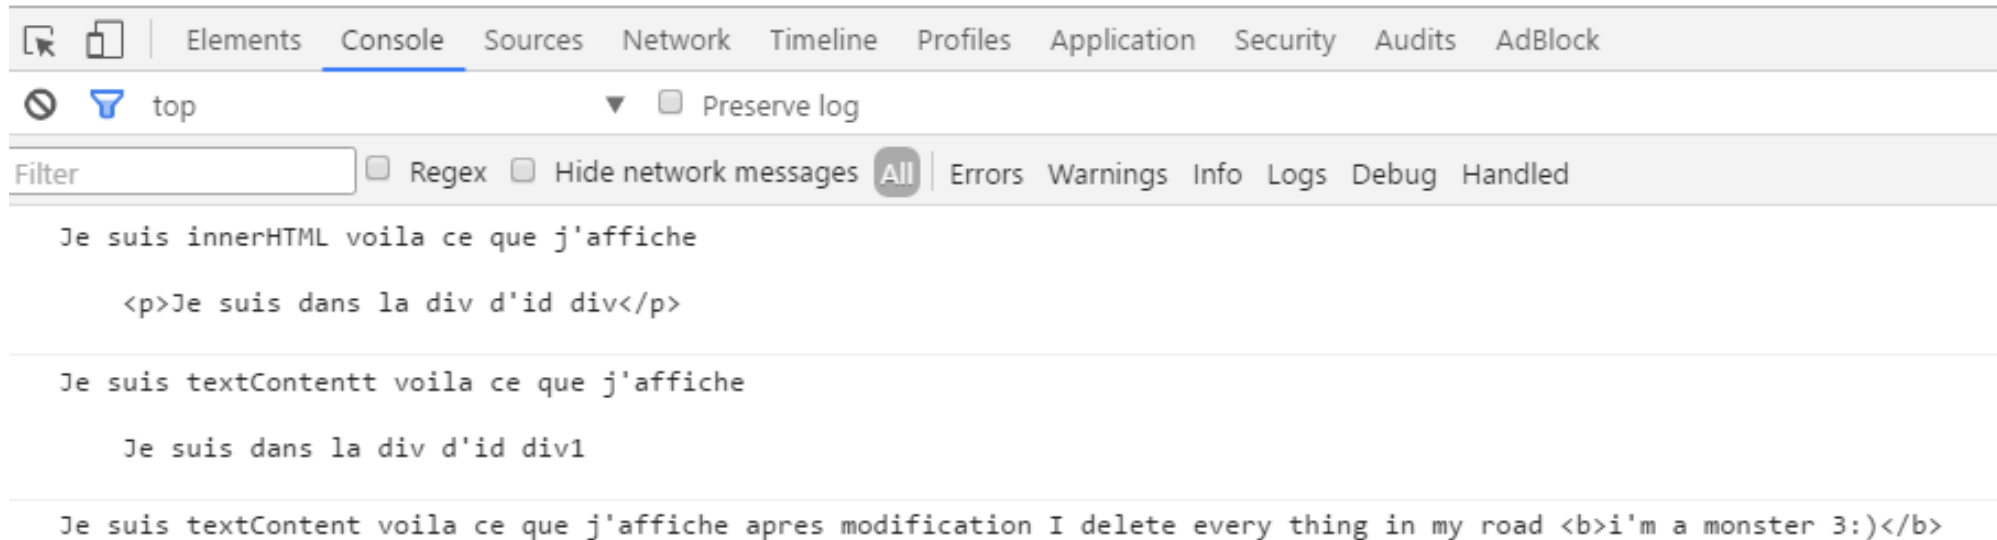 Elements Console Sources Network Timeline Profiles Application Security Audits AdBlock
top ▼ Preserve log
Filter Regex Hide network messages All Errors Warnings Info Logs Debug Handled
Je suis innerHTML voila ce que j'affiche
<p>Je suis dans la div d'id div</p>
Je suis textContentt voila ce que j'affiche
Je suis dans la div d'id div1
Je suis textContent voila ce que j'affiche apres modification I delete every thing in my road <b>i'm a monster 3:)</b>